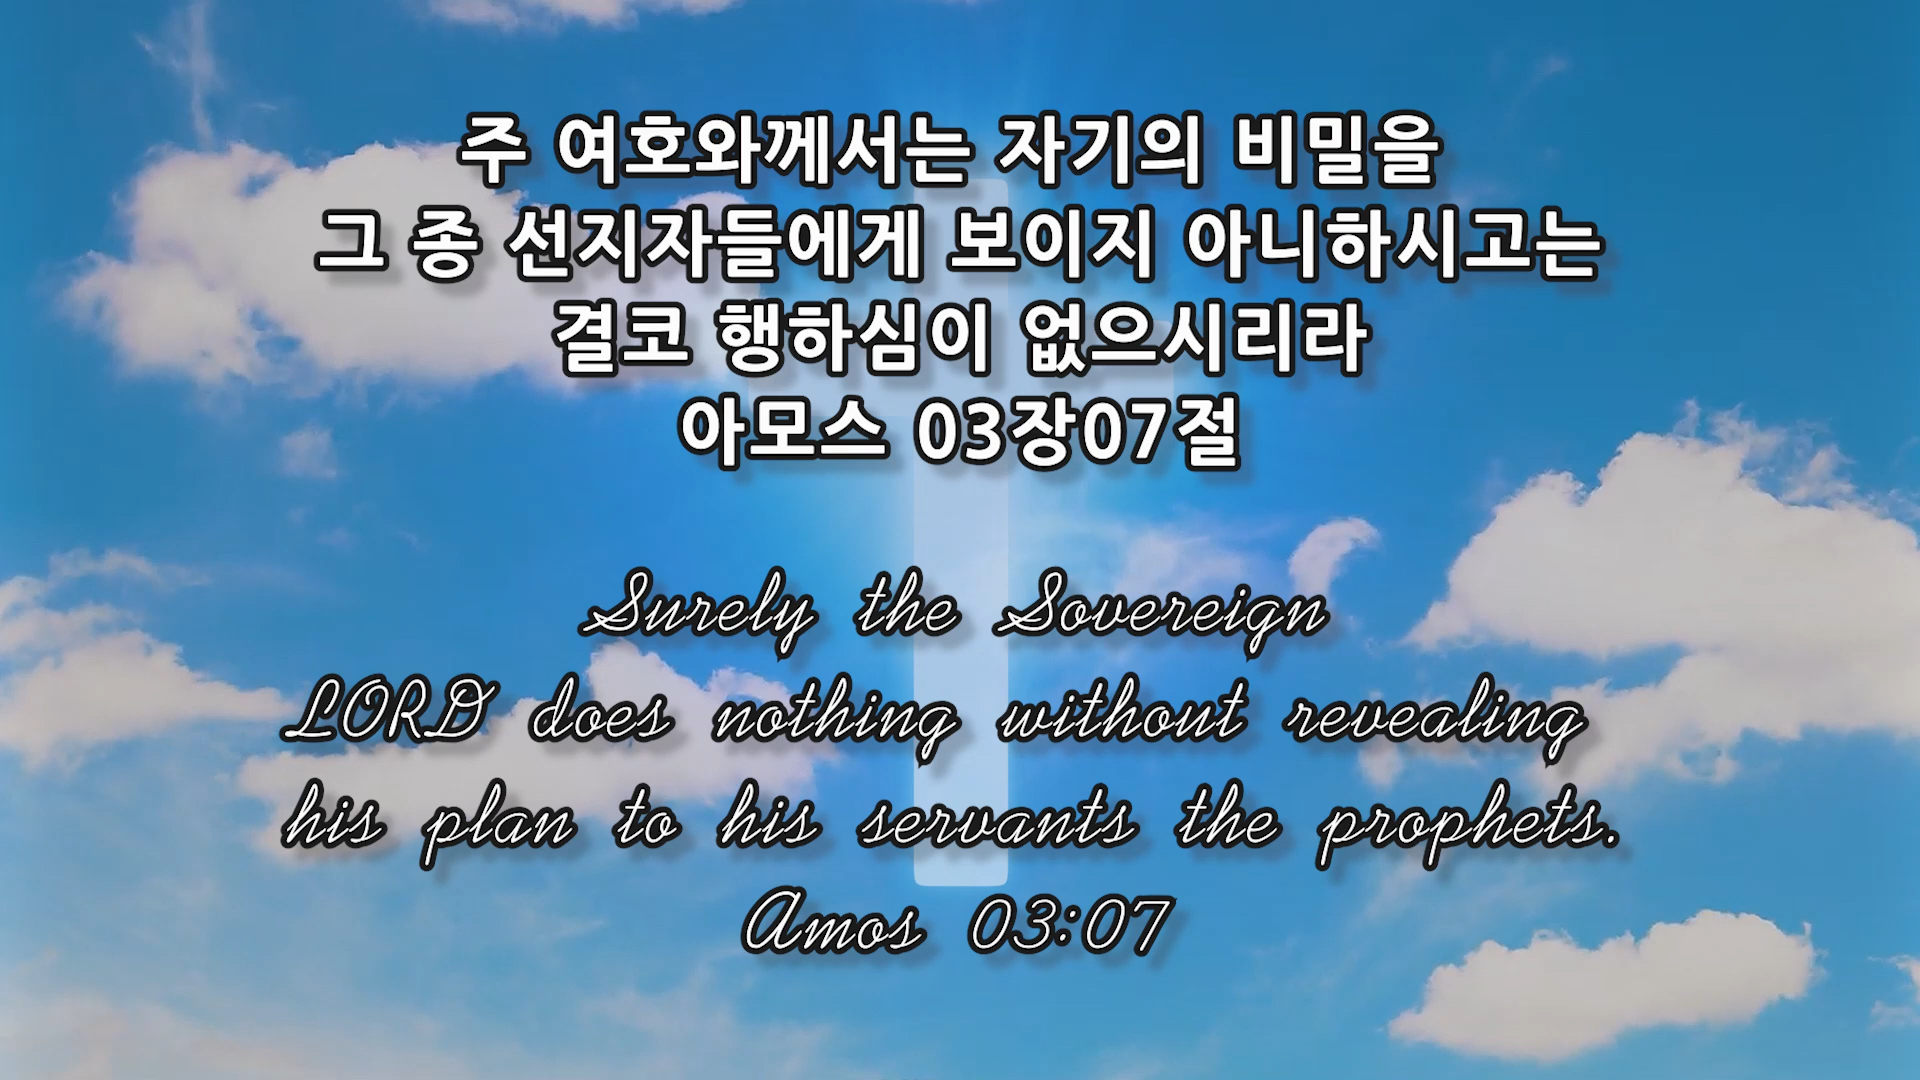 주 여호와께서는 자기의 비밀을
그 종 선지자들에게 보이지 아니하시고는
결코 행하심이 없으시리라
아모스 03장07절
Surely the Sovereign
LORD does nothing without revealing
his plan to his servants the prophets.
Amos 03:07